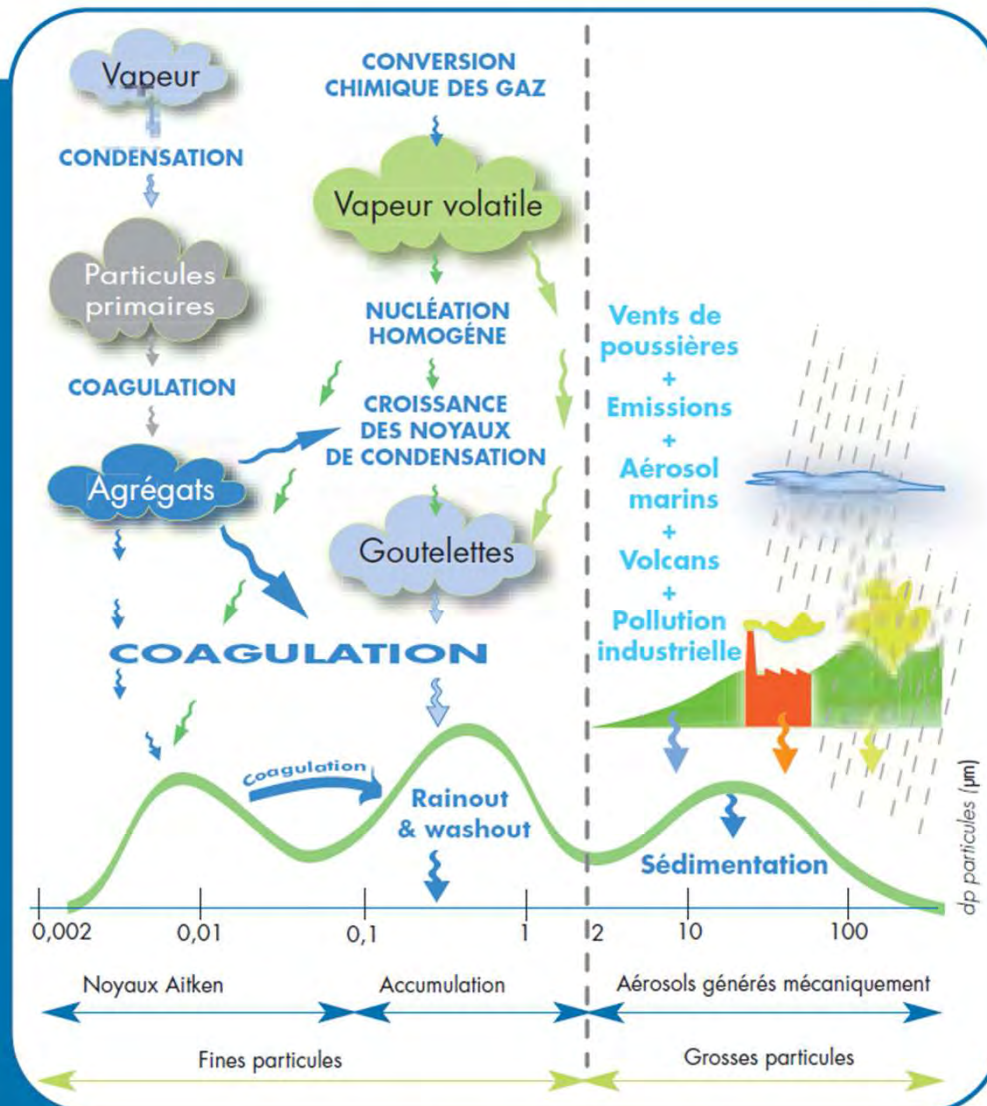 Vapeur
CONDENSATION
Particules
primaires
COAGULATION
Agrégats
CONVERSION
CHIMIQUE DES GAZ
Vapeur volatile
NUCLÉATION
HOMOGÉNE
CROISSANCE
DES NOYAUX
DE CONDENSATION
Goutelettes
COAGULATION
Vents de
poussières
+
Emissions
+
Aérosol
marins
+
Volcans
+
Pollution
industrielle
Coagulation
Rainout
& washout
Sédimentation
dp particules (µm)
0,002
0,01
0,1
1
2
10
100
Noyaux Aitken
Accumulation
Aérosols générés mécaniquement
Fines particules
Grosses particules